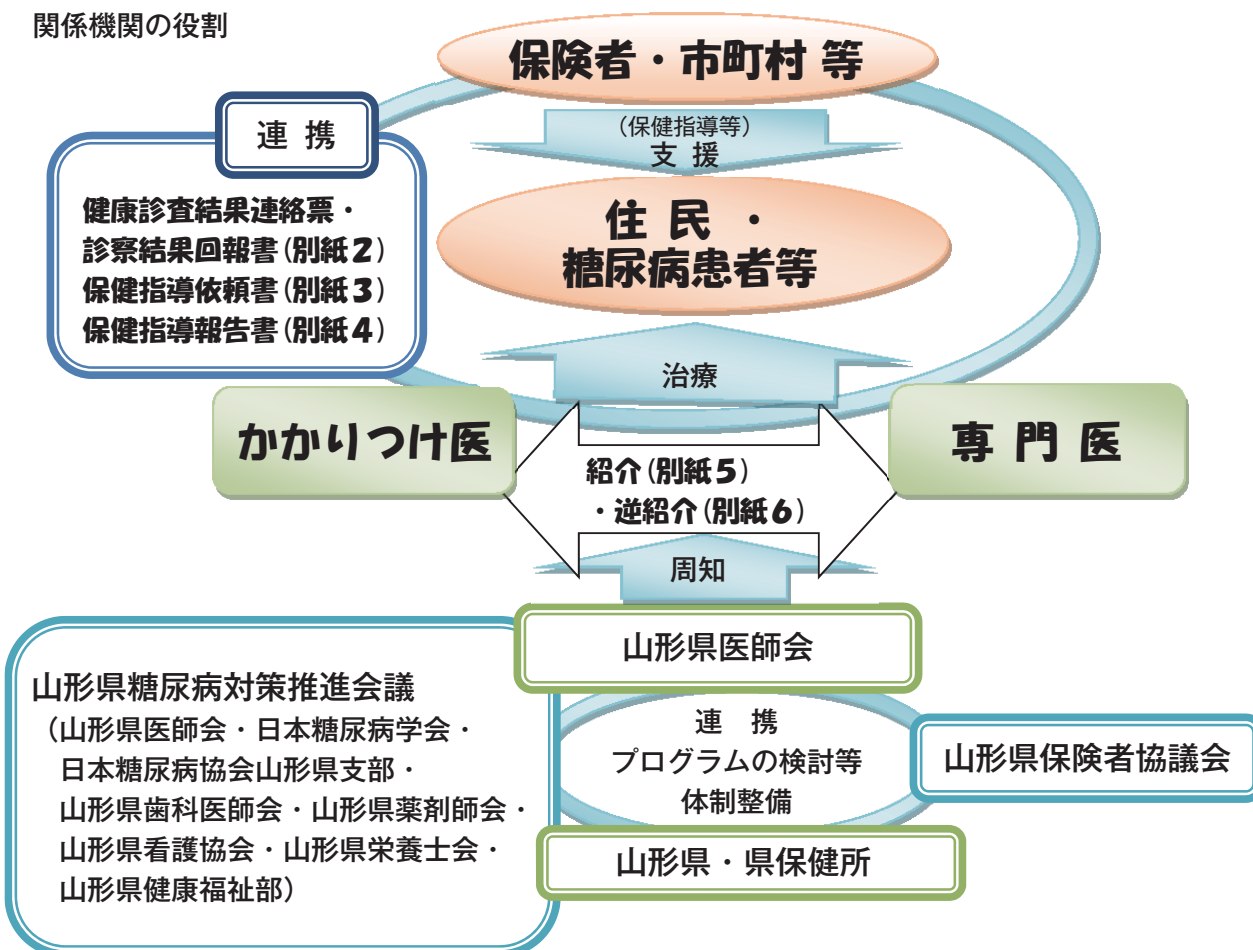 関係機関の役割
保険者・市町村 等
(保健指導等)
支 援
連 携
健康診査結果連絡票・
診察結果回報書(別紙2)
保健指導依頼書(別紙3)
保健指導報告書(別紙4)
住 民 ・
糖尿病患者等
治療
かかりつけ医
専 門 医
紹介(別紙5)
・逆紹介(別紙6)
周知
山形県医師会
山形県糖尿病対策推進会議
(山形県医師会・日本糖尿病学会・
日本糖尿病協会山形県支部・
山形県歯科医師会・山形県薬剤師会・
山形県看護協会・山形県栄養士会・
山形県健康福祉部)
連 携
プログラムの検討等
体制整備
山形県保険者協議会
山形県・県保健所